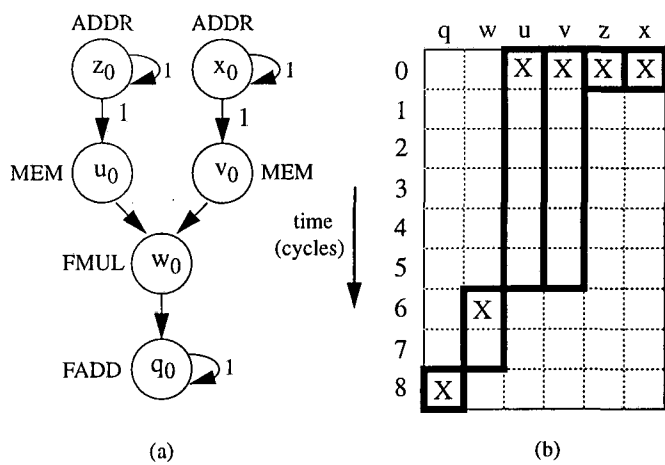 ADDR ADDR
z0 1 x0 1
1 1
MEM u0 v0 MEM
FMUL w0
FADD q0 1
(a)
time
(cycles)
q w u v z x
0 X X X X
1
2
3
4
5
6 X
7
8 X
(b)